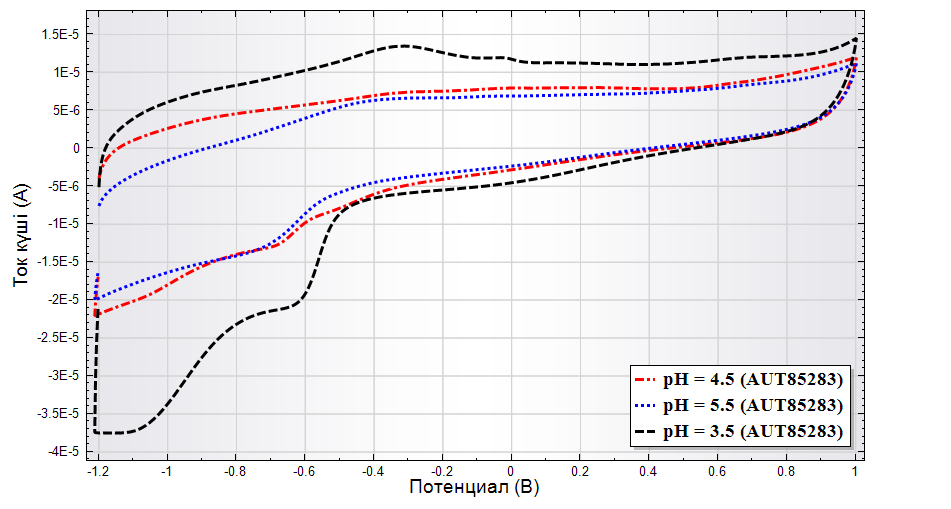 1.5E-5
1E-5
5E-6
0
-5E-6
-1E-5
-1.5E-5
-2E-5
-2.5E-5
-3E-5
-3.5E-5
-4E-5
Ток күші (А)
pH = 4.5 (AUT85283)
pH = 5.5 (AUT85283)
pH = 3.5 (AUT85283)
-1.2 -1 -0.8 -0.6 -0.4 -0.2 0 0.2 0.4 0.6 0.8 1
Потенциал (В)